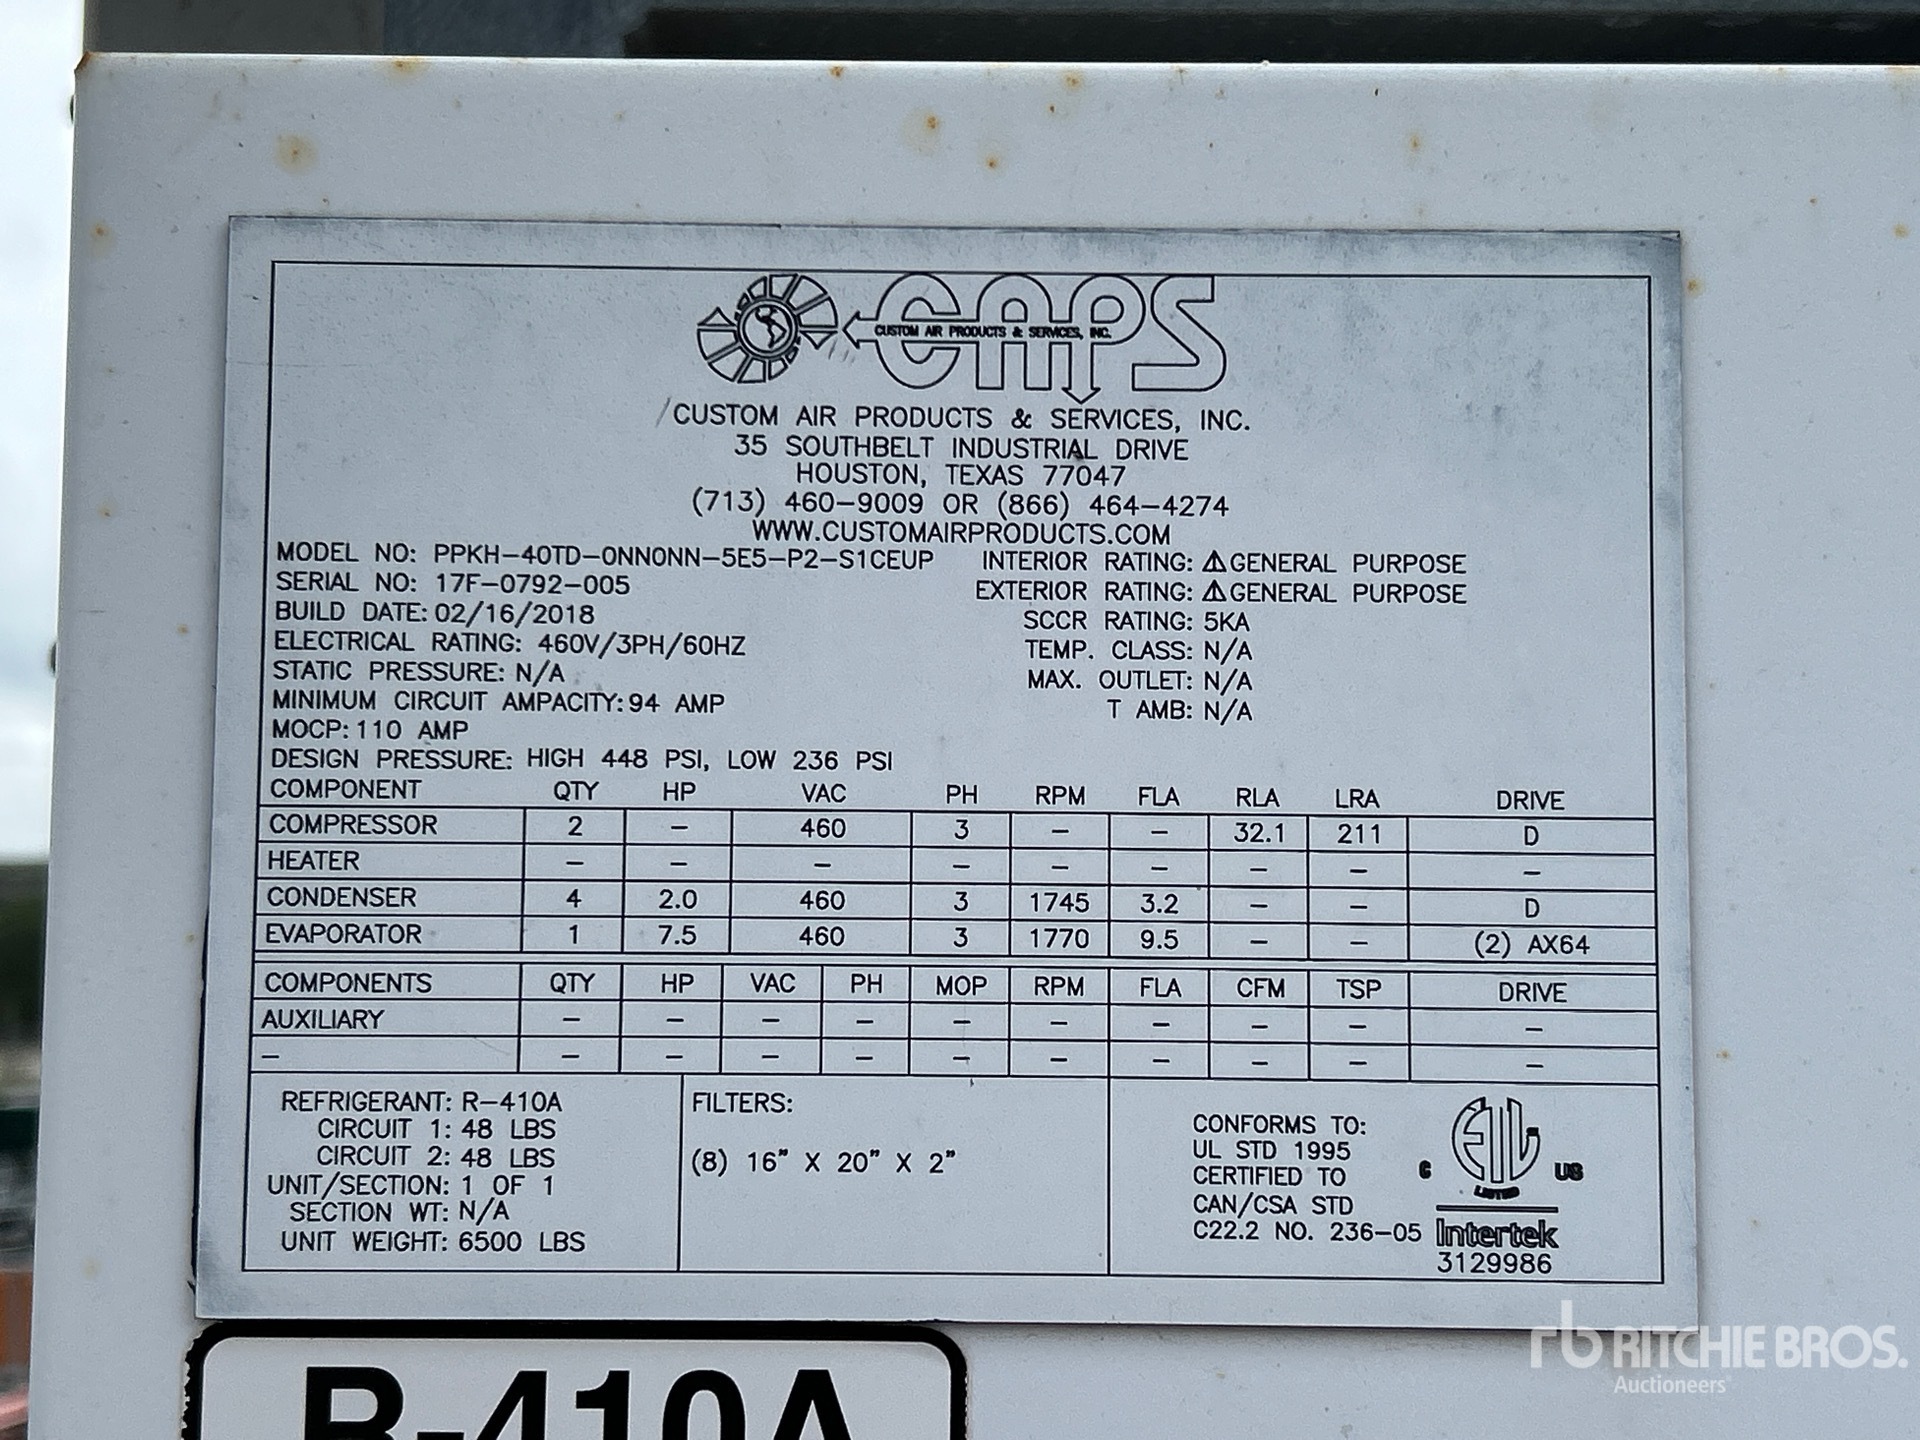 CAPS
CUSTOM AIR PRODUCTS & SERVICES, INC.
CUSTOM AIR PRODUCTS & SERVICES, INC.
35 SOUTHBELT INDUSTRIAL DRIVE
HOUSTON, TEXAS 77047
(713) 460-9009 OR (866) 464-4274
WWW.CUSTOMAIRPRODUCTS.COM
MODEL NO: PPKH-40TD-0NN0NN-5E5-P2-S1CEUP INTERIOR RATING: ⚠GENERAL PURPOSE
SERIAL NO: 17F-0792-005 EXTERIOR RATING: ⚠GENERAL PURPOSE
BUILD DATE: 02/16/2018 SCCR RATING: 5KA
ELECTRICAL RATING: 460V/3PH/60HZ TEMP. CLASS: N/A
STATIC PRESSURE: N/A MAX. OUTLET: N/A
MINIMUM CIRCUIT AMPACITY: 94 AMP T AMB: N/A
MOCP: 110 AMP
DESIGN PRESSURE: HIGH 448 PSI, LOW 236 PSI
COMPONENT QTY HP VAC PH RPM FLA RLA LRA DRIVE
COMPRESSOR 2 - 460 3 - - 32.1 211 D
HEATER - - - - - - - - -
CONDENSER 4 2.0 460 3 1745 3.2 - - D
EVAPORATOR 1 7.5 460 3 1770 9.5 - - (2) AX64
COMPONENTS QTY HP VAC PH MOP RPM FLA CFM TSP DRIVE
AUXILIARY - - - - - - - - - -
- - - - - - - - - - -
REFRIGERANT: R-410A
CIRCUIT 1: 48 LBS
CIRCUIT 2: 48 LBS
UNIT/SECTION: 1 OF 1
SECTION WT: N/A
UNIT WEIGHT: 6500 LBS
FILTERS:
(8) 16" X 20" X 2"
CONFORMS TO:
UL STD 1995
CERTIFIED TO
CAN/CSA STD
C22.2 NO. 236-05
C ETL US
LISTED
Intertek
3129986
R-410A
rb RITCHIE BROS.
Auctioneers